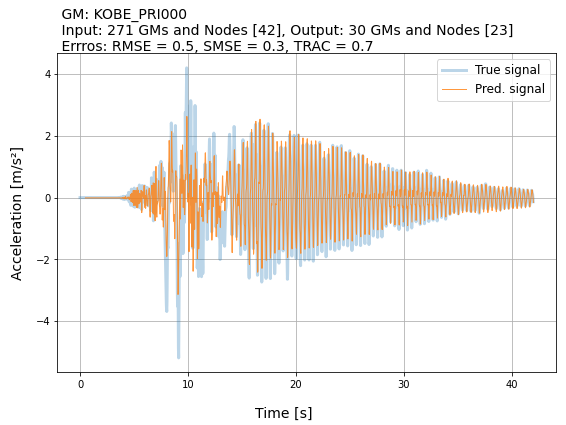 GM: KOBE_PRI000
Input: 271 GMs and Nodes [42], Output: 30 GMs and Nodes [23]
Errros: RMSE = 0.5, SMSE = 0.3, TRAC = 0.7
True signal
Pred. signal
4
2
0
−2
−4
Acceleration [m/s²]
0 10 20 30 40
Time [s]